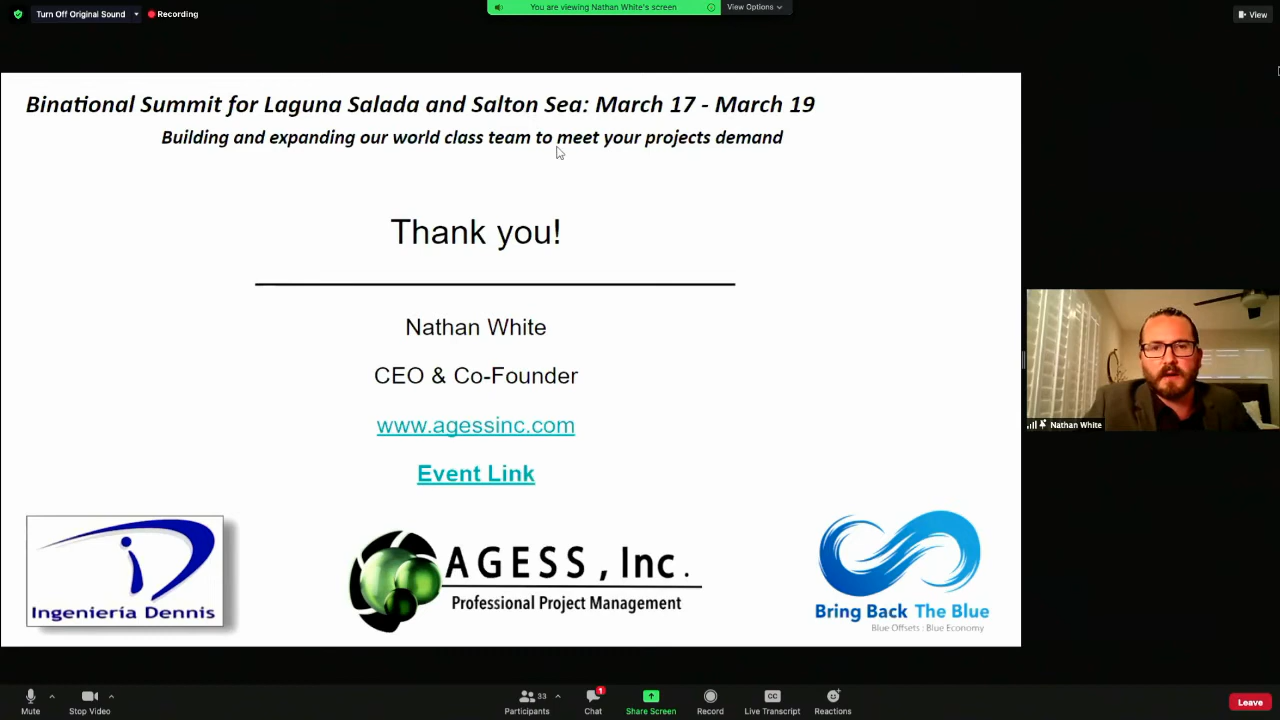 Turn Off Original Sound
Recording
You are viewing Nathan White's screen
View Options
View
Binational Summit for Laguna Salada and Salton Sea: March 17 - March 19
Building and expanding our world class team to meet your projects demand
Thank you!
Nathan White
CEO & Co-Founder
www.agessinc.com
Event Link
Nathan White
Ingeniería Dennis
AGESS, Inc.
Professional Project Management
Bring Back The Blue
Blue Offsets : Blue Economy
Mute
Stop Video
33
Participants
1
Chat
Share Screen
Record
CC
Live Transcript
Reactions
Leave